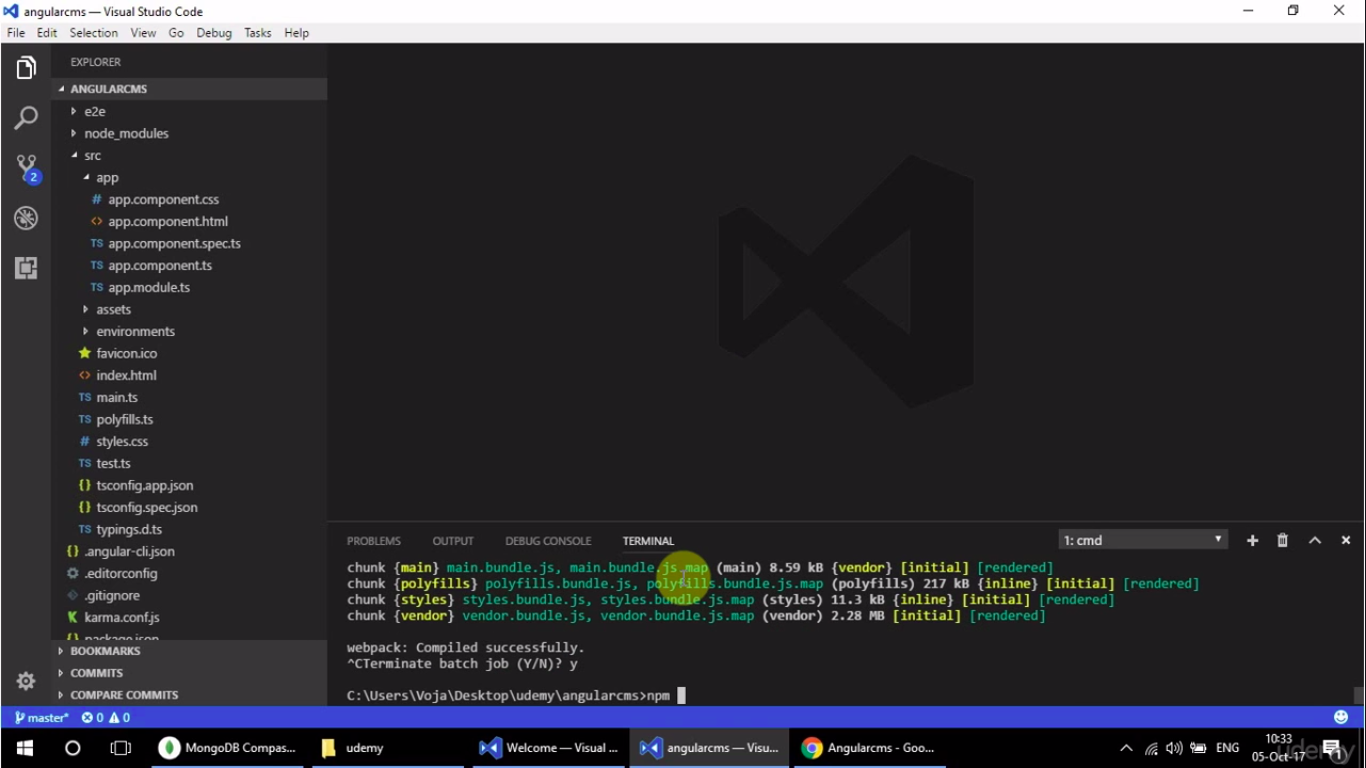 angularcms — Visual Studio Code
File Edit Selection View Go Debug Tasks Help
EXPLORER
ANGULARCMS
e2e
node_modules
src
app
# app.component.css
<> app.component.html
TS app.component.spec.ts
TS app.component.ts
TS app.module.ts
assets
environments
favicon.ico
<> index.html
TS main.ts
TS polyfills.ts
# styles.css
TS test.ts
{} tsconfig.app.json
{} tsconfig.spec.json
TS typings.d.ts
{} .angular-cli.json
.editorconfig
.gitignore
karma.conf.js
{} package.json
BOOKMARKS
COMMITS
COMPARE COMMITS
2
PROBLEMS OUTPUT DEBUG CONSOLE TERMINAL
1: cmd
chunk {main} main.bundle.js, main.bundle.js.map (main) 8.59 kB {vendor} [initial] [rendered]
chunk {polyfills} polyfills.bundle.js, polyfills.bundle.js.map (polyfills) 217 kB {inline} [initial] [rendered]
chunk {styles} styles.bundle.js, styles.bundle.js.map (styles) 11.3 kB {inline} [initial] [rendered]
chunk {vendor} vendor.bundle.js, vendor.bundle.js.map (vendor) 2.28 MB [initial] [rendered]
webpack: Compiled successfully.
^CTerminate batch job (Y/N)? y
C:\Users\Voja\Desktop\udemy\angularcms>npm
master* 0 0
MongoDB Compas...
udemy
Welcome — Visual ...
angularcms — Visu...
Angularcms - Goo...
ENG
10:33
05-Oct-17
1
udemy